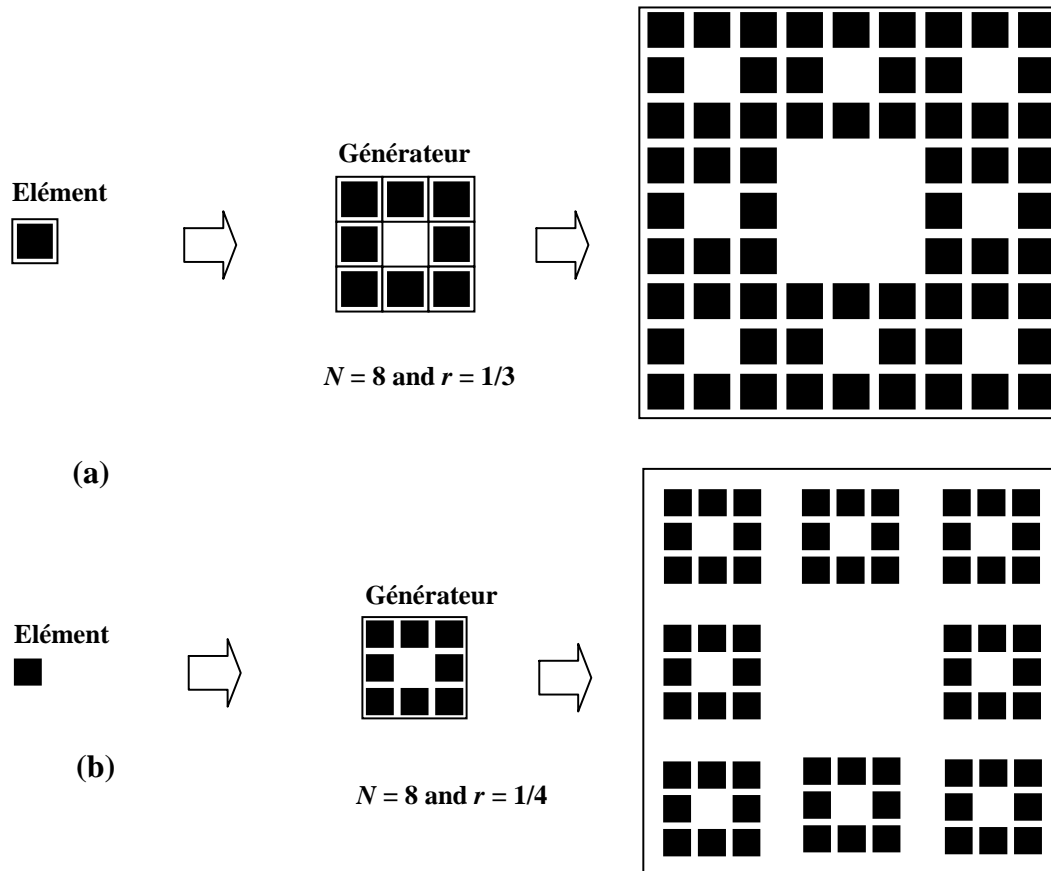 Générateur
Elément
N = 8 and r = 1/3
(a)
Générateur
Elément
(b)
N = 8 and r = 1/4